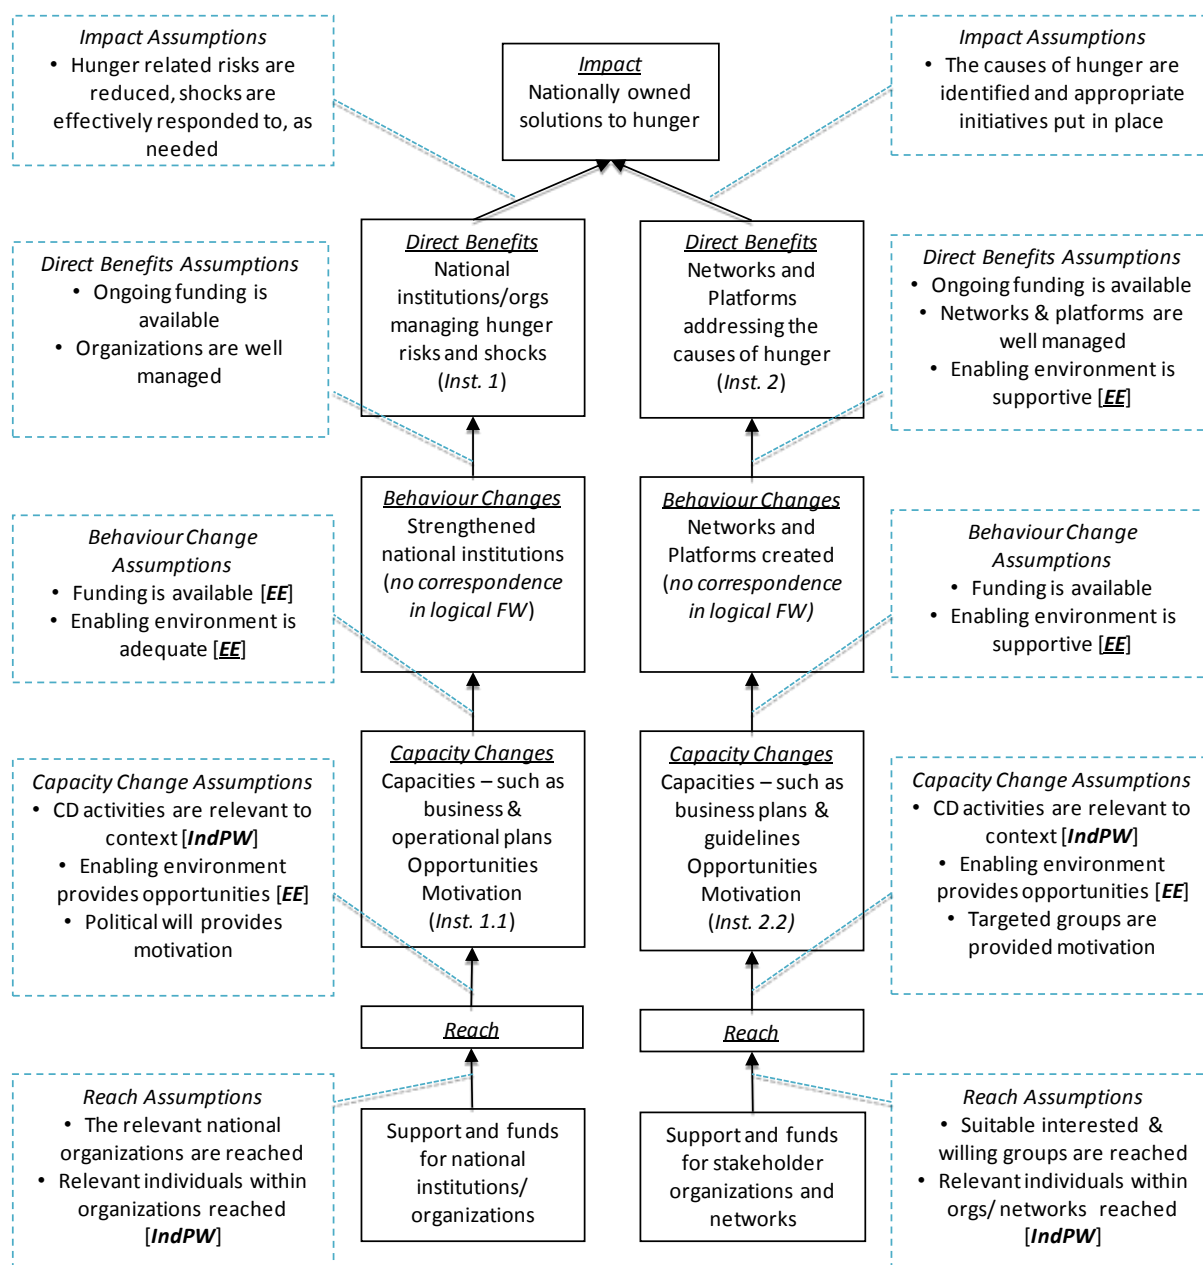 Impact Assumptions
• Hunger related risks are
reduced, shocks are
effectively responded to, as
needed
Impact
Nationally owned
solutions to hunger
Impact Assumptions
• The causes of hunger are
identified and appropriate
initiatives put in place
Direct Benefits Assumptions
• Ongoing funding is
available
• Organizations are well
managed
Direct Benefits
National
institutions/orgs
managing hunger
risks and shocks
(Inst. 1)
Direct Benefits
Networks and
Platforms
addressing the
causes of hunger
(Inst. 2)
Direct Benefits Assumptions
• Ongoing funding is available
• Networks & platforms are
well managed
• Enabling environment is
supportive [EE]
Behaviour Change
Assumptions
• Funding is available [EE]
• Enabling environment is
adequate [EE]
Behaviour Changes
Strengthened
national institutions
(no correspondence
in logical FW)
Behaviour Changes
Networks and
Platforms created
(no correspondence
in logical FW)
Behaviour Change
Assumptions
• Funding is available
• Enabling environment is
supportive [EE]
Capacity Change Assumptions
• CD activities are relevant to
context [IndPW]
• Enabling environment
provides opportunities [EE]
• Political will provides
motivation
Capacity Changes
Capacities – such as
business &
operational plans
Opportunities
Motivation
(Inst. 1.1)
Capacity Changes
Capacities – such as
business plans &
guidelines
Opportunities
Motivation
(Inst. 2.2)
Capacity Change Assumptions
• CD activities are relevant to
context [IndPW]
• Enabling environment
provides opportunities [EE]
• Targeted groups are
provided motivation
Reach
Reach
Reach Assumptions
• The relevant national
organizations are reached
• Relevant individuals within
organizations reached
[IndPW]
Support and funds
for national
institutions/
organizations
Support and funds
for stakeholder
organizations and
networks
Reach Assumptions
• Suitable interested &
willing groups are reached
• Relevant individuals within
orgs/ networks reached
[IndPW]